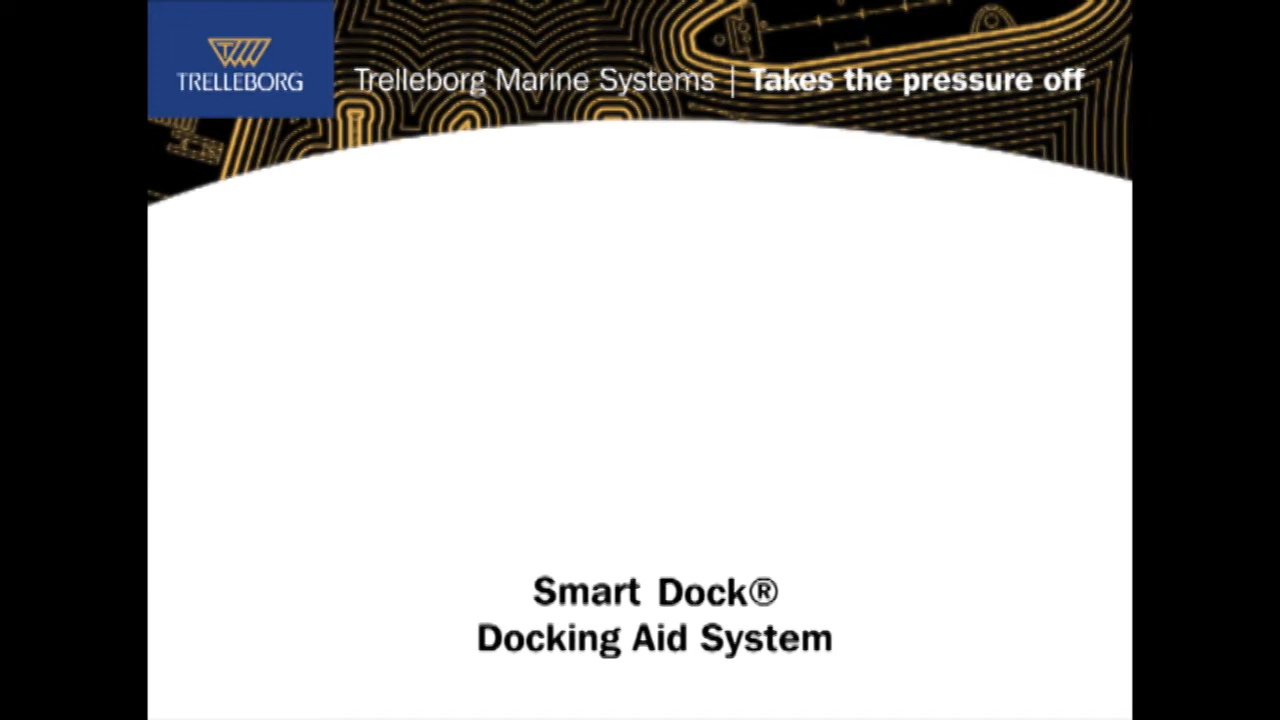 TRELLEBORG
Trelleborg Marine Systems | Takes the pressure off
Smart Dock®
Docking Aid System